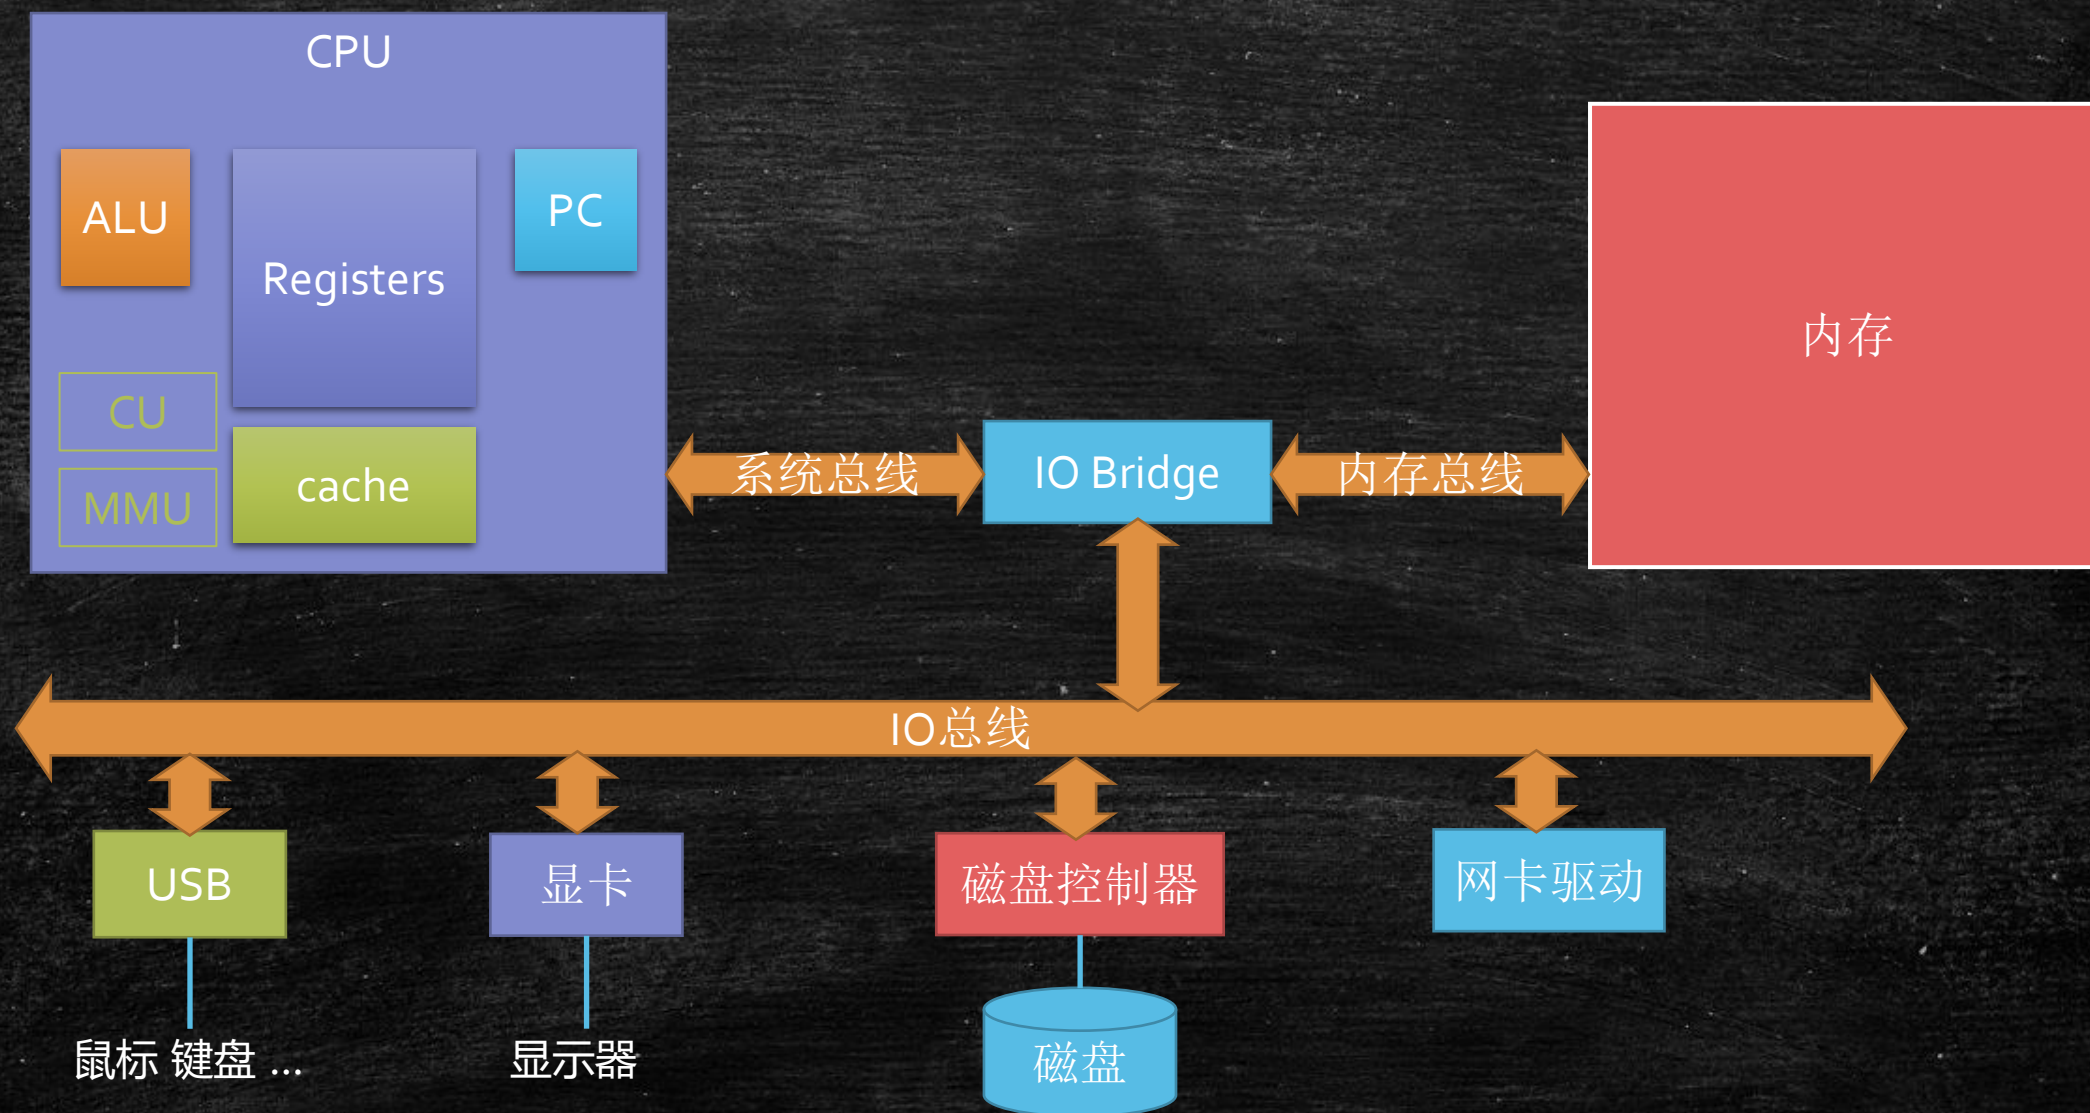 CPU
ALU
Registers
PC
CU
MMU
cache
系统总线
IO Bridge
内存总线
内存
IO总线
USB
显卡
磁盘控制器
网卡驱动
鼠标 键盘 ...
显示器
磁盘